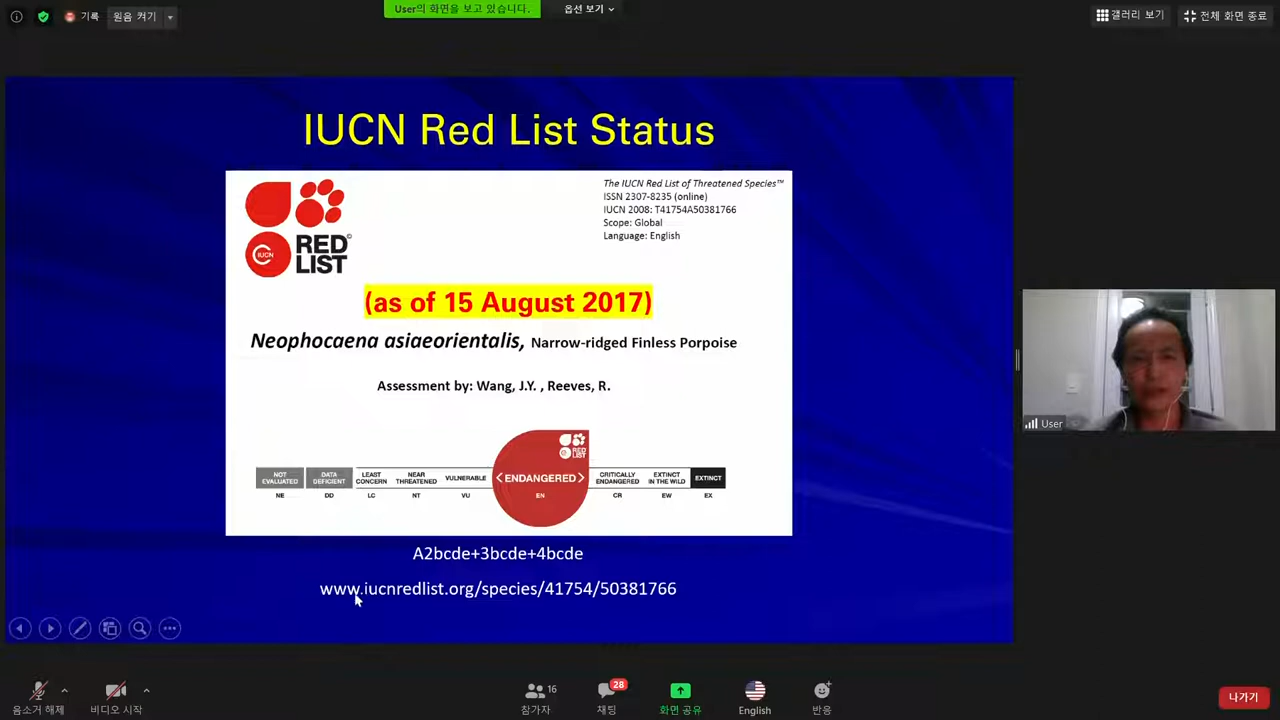 User의 화면을 보고 있습니다.
옵션 보기
기록
원음 켜기
갤러리 보기
전체 화면 종료
IUCN Red List Status
IUCN
RED
LIST
The IUCN Red List of Threatened Species™
ISSN 2307-8235 (online)
IUCN 2008: T41754A50381766
Scope: Global
Language: English
(as of 15 August 2017)
Neophocaena asiaeorientalis, Narrow-ridged Finless Porpoise
Assessment by: Wang, J.Y. , Reeves, R.
RED
LIST
NOT EVALUATED
DATA DEFICIENT
LEAST CONCERN
NEAR THREATENED
VULNERABLE
<ENDANGERED>
CRITICALLY ENDANGERED
EXTINCT IN THE WILD
EXTINCT
NE
DD
LC
NT
VU
EN
CR
EW
EX
A2bcde+3bcde+4bcde
www.iucnredlist.org/species/41754/50381766
User
음소거 해제
비디오 시작
16
참가자
28
채팅
화면 공유
English
반응
나가기